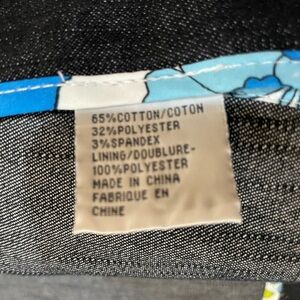 65%COTTON/COTON
32%POLYESTER
3%SPANDEX
LINING/DOUBLURE-
100%POLYESTER
MADE IN CHINA
FABRIQUE EN
CHINE